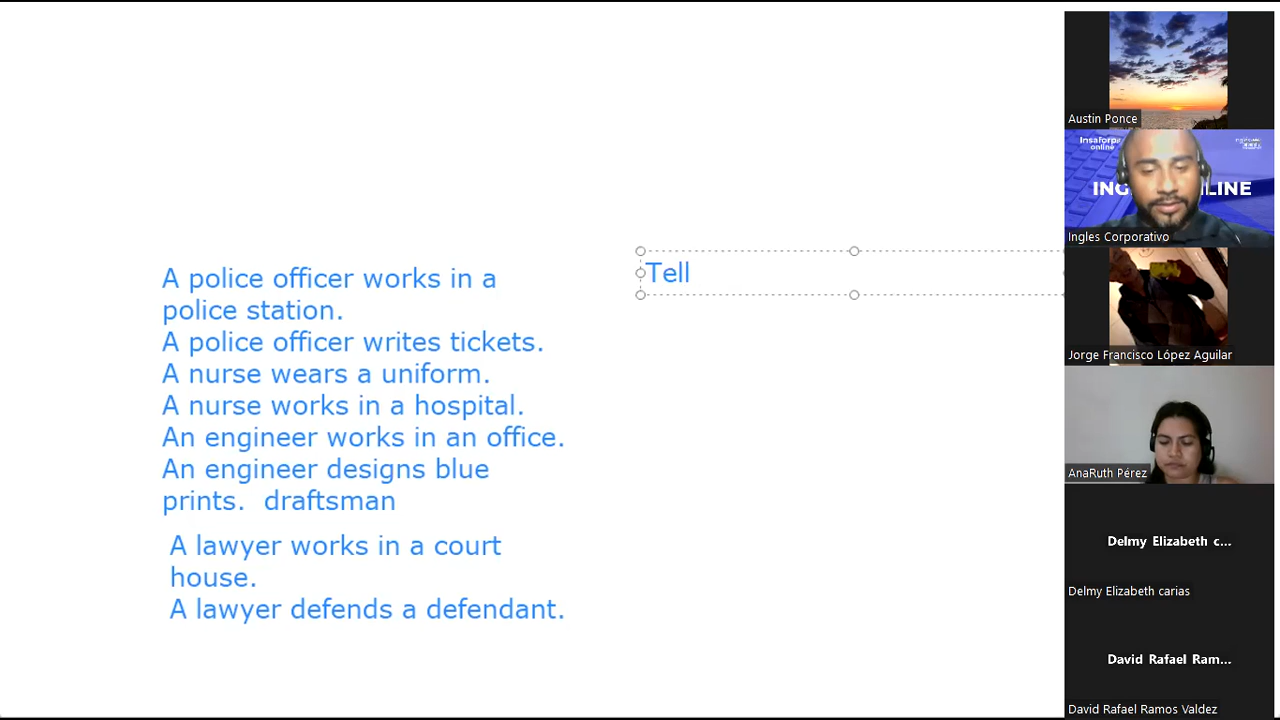 A police officer works in a
police station.
A police officer writes tickets.
A nurse wears a uniform.
A nurse works in a hospital.
An engineer works in an office.
An engineer designs blue
prints.  draftsman
A lawyer works in a court
house.
A lawyer defends a defendant.
Tell
Austin Ponce
Insaforp
online
Ingles Corporativo
Jorge Francisco López Aguilar
AnaRuth Pérez
Delmy Elizabeth c...
Delmy Elizabeth carias
David Rafael Ram...
David Rafael Ramos Valdez